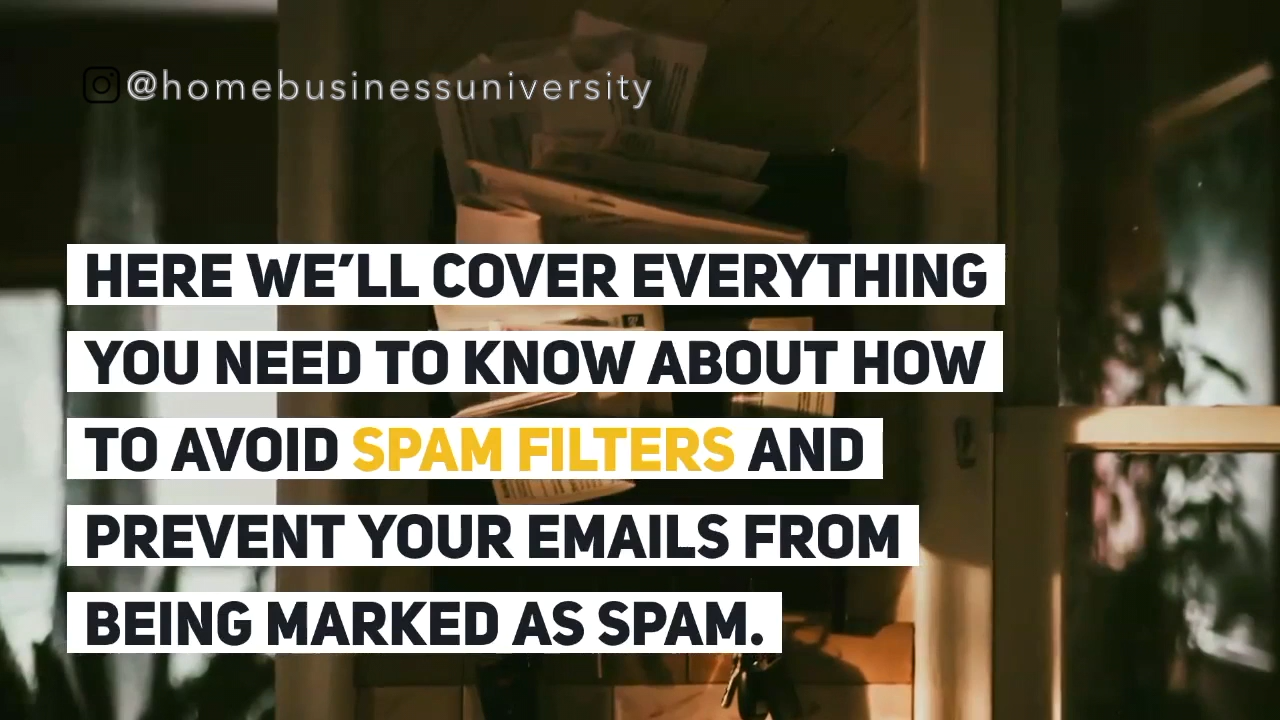 @homebusinessuniversity
HERE WE'LL COVER EVERYTHING
YOU NEED TO KNOW ABOUT HOW
TO AVOID SPAM FILTERS AND
PREVENT YOUR EMAILS FROM
BEING MARKED AS SPAM.